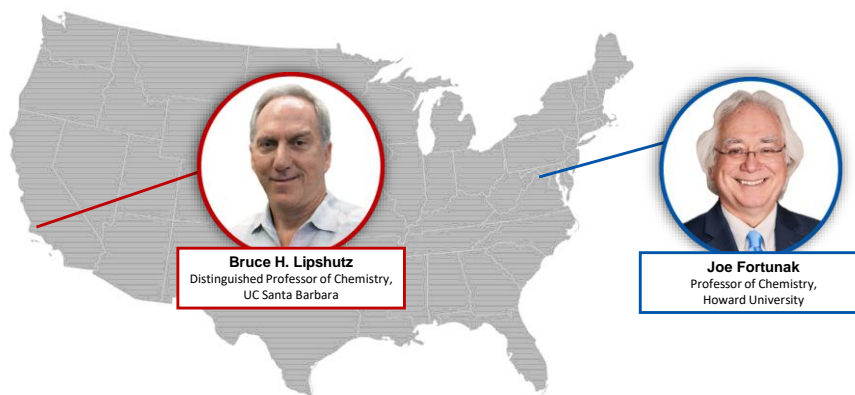 Bruce H. Lipshutz
Distinguished Professor of Chemistry,
UC Santa Barbara
Joe Fortunak
Professor of Chemistry,
Howard University